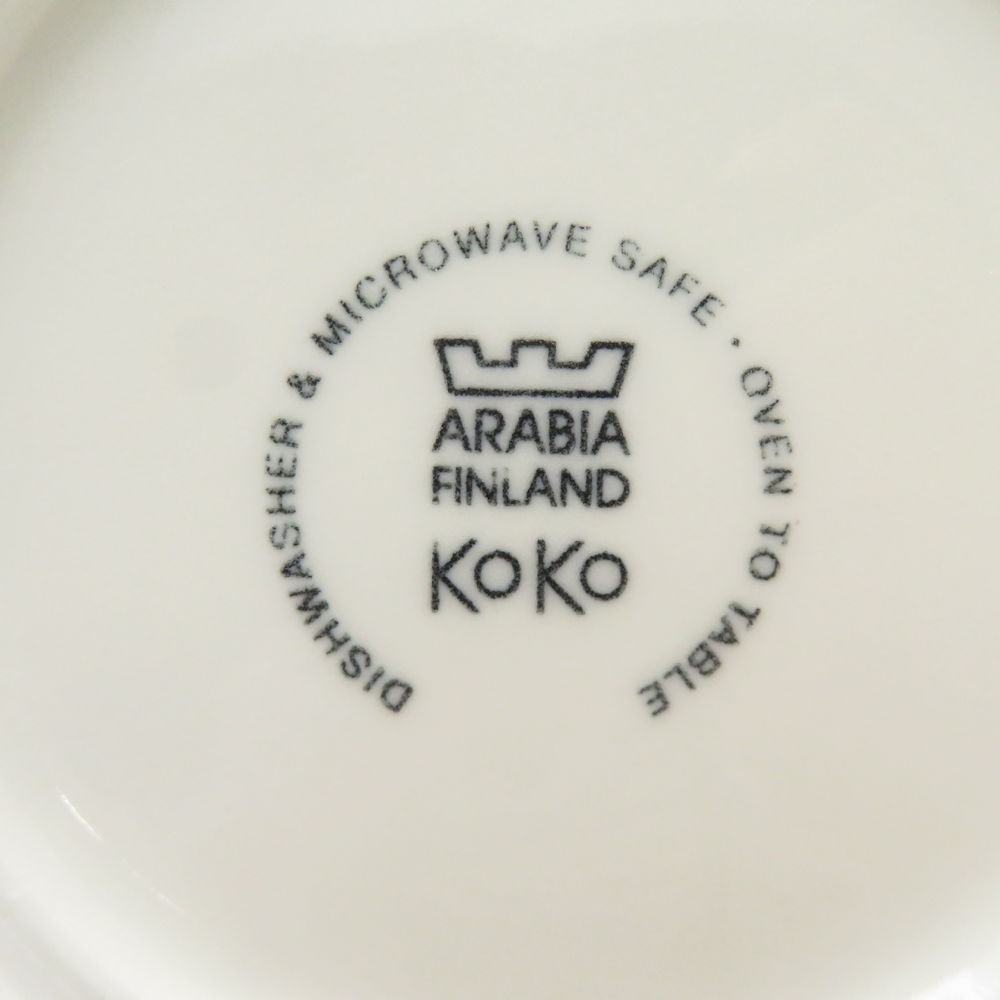 DISHWASHER & MICROWAVE SAFE · OVEN TO TABLE
ARABIA
FINLAND
KoKo